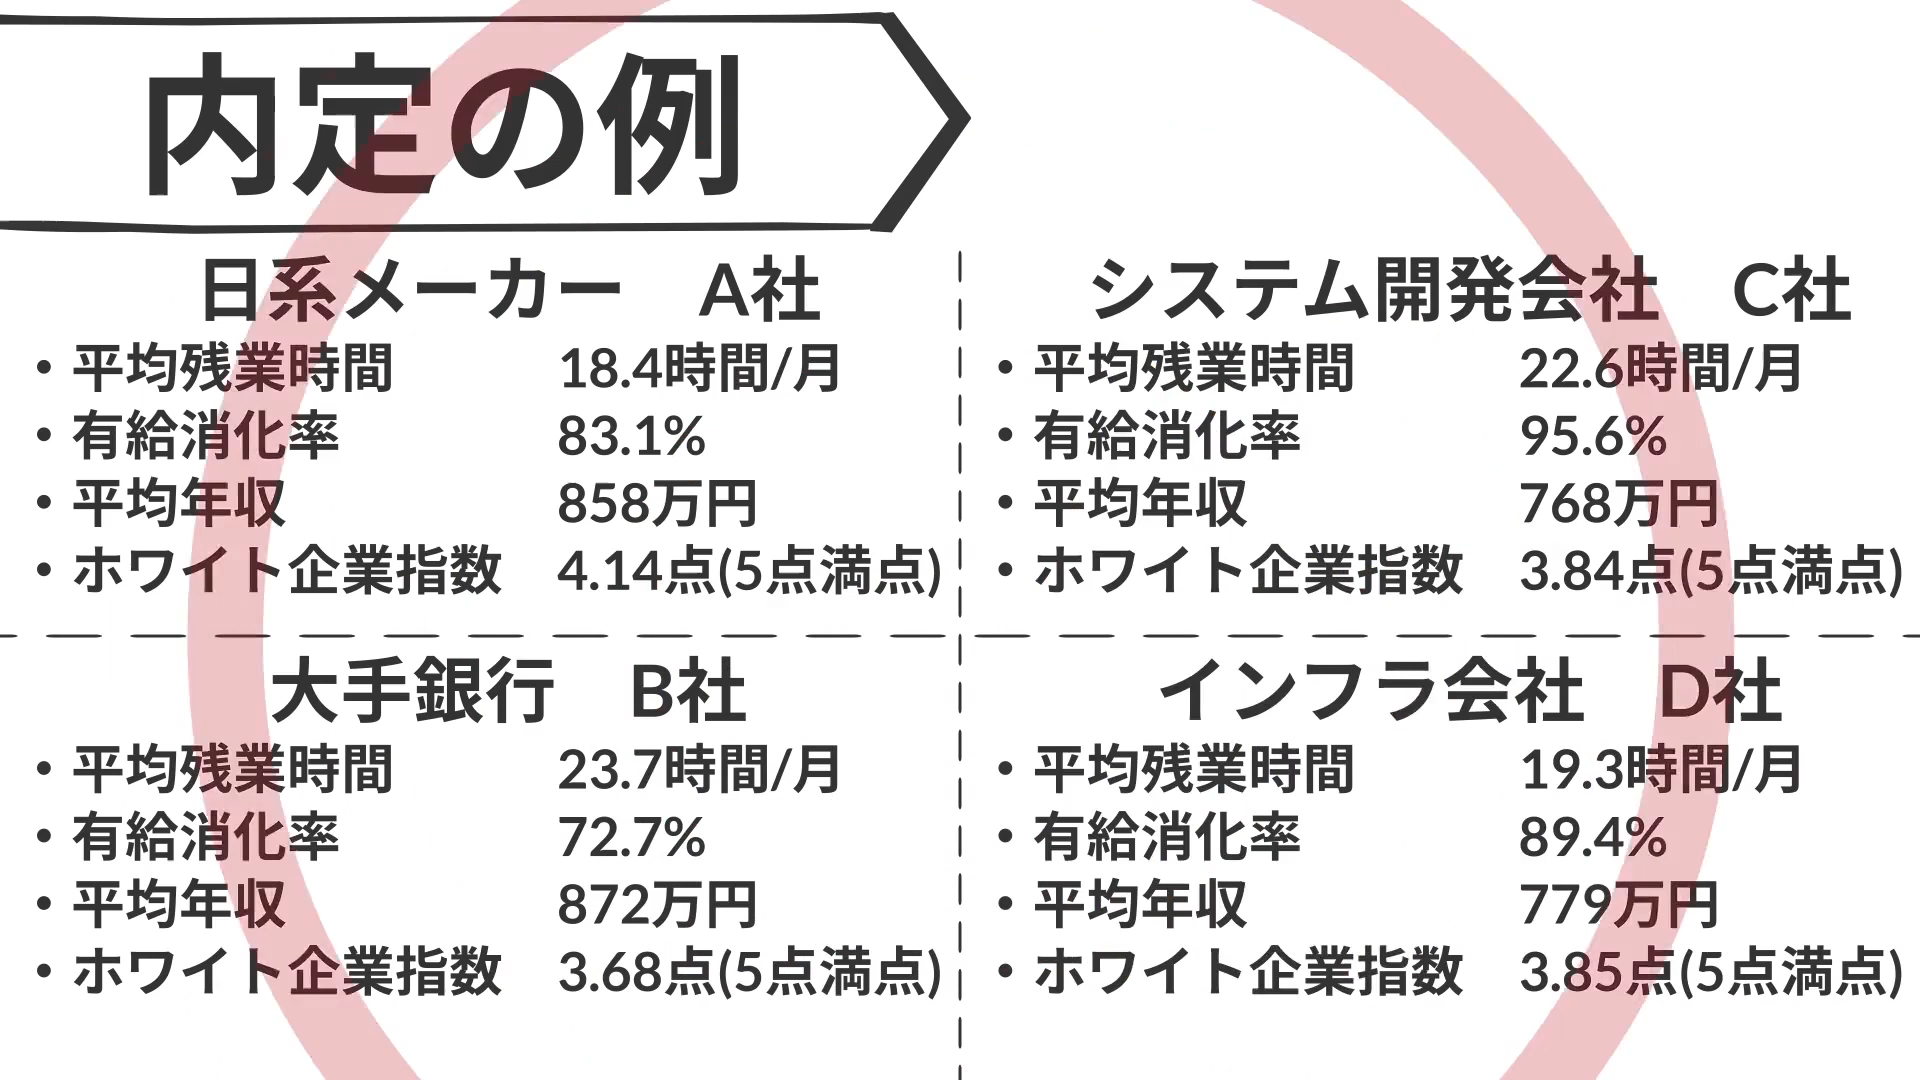 内定の例
日系メーカー　A社
・平均残業時間　18.4時間/月
・有給消化率　83.1%
・平均年収　858万円
・ホワイト企業指数　4.14点(5点満点)
大手銀行　B社
・平均残業時間　23.7時間/月
・有給消化率　72.7%
・平均年収　872万円
・ホワイト企業指数　3.68点(5点満点)
システム開発会社　C社
・平均残業時間　22.6時間/月
・有給消化率　95.6%
・平均年収　768万円
・ホワイト企業指数　3.84点(5点満点)
インフラ会社　D社
・平均残業時間　19.3時間/月
・有給消化率　89.4%
・平均年収　779万円
・ホワイト企業指数　3.85点(5点満点)